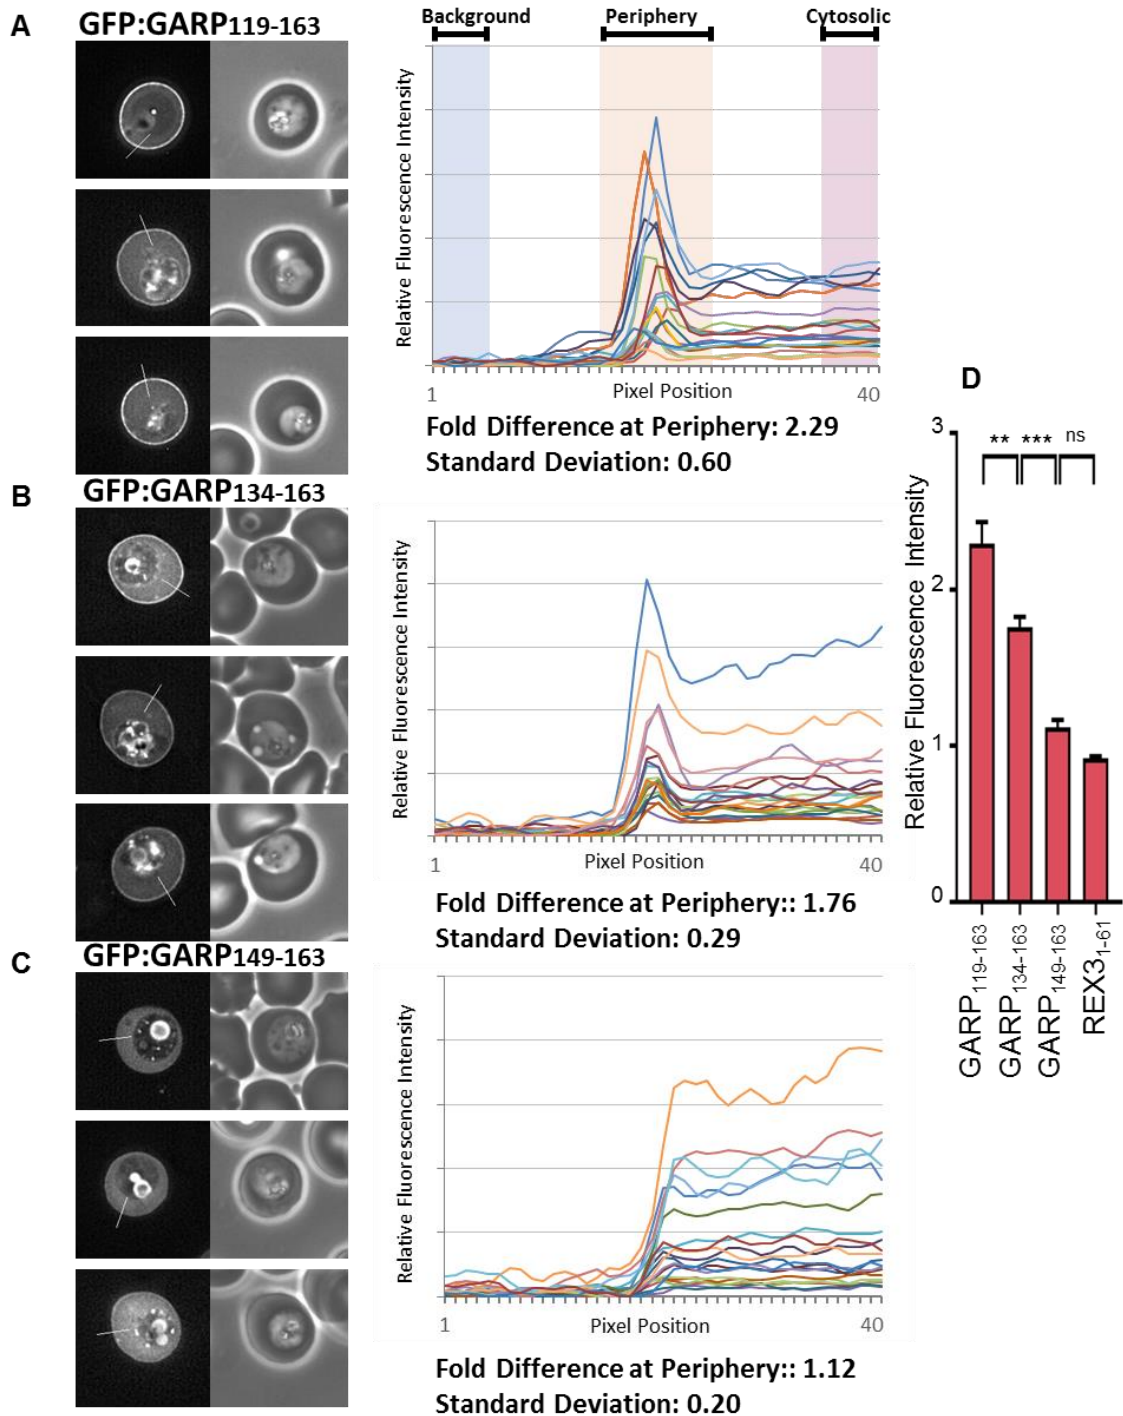 A
GFP:GARP119-163
Background
Periphery
Cytosolic
Relative Fluorescence Intensity
1
Pixel Position
40
Fold Difference at Periphery: 2.29
Standard Deviation: 0.60
B
GFP:GARP134-163
Relative Fluorescence Intensity
1
Pixel Position
40
Fold Difference at Periphery:: 1.76
Standard Deviation: 0.29
C
GFP:GARP149-163
Relative Fluorescence Intensity
1
Pixel Position
40
Fold Difference at Periphery:: 1.12
Standard Deviation: 0.20
D
Relative Fluorescence Intensity
3
2
1
0
** *** ns
GARP119-163
GARP134-163
GARP149-163
REX31-61